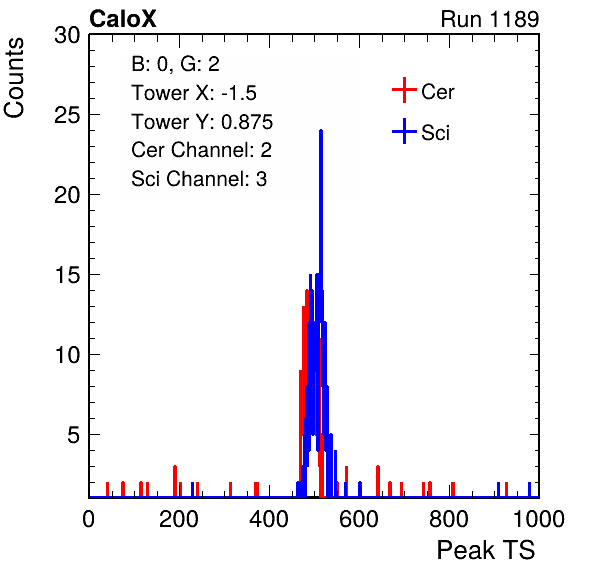 CaloX Run 1189
Counts
30
25
20
15
10
5
B: 0, G: 2
Tower X: -1.5
Tower Y: 0.875
Cer Channel: 2
Sci Channel: 3
Cer
Sci
0 200 400 600 800 1000
Peak TS